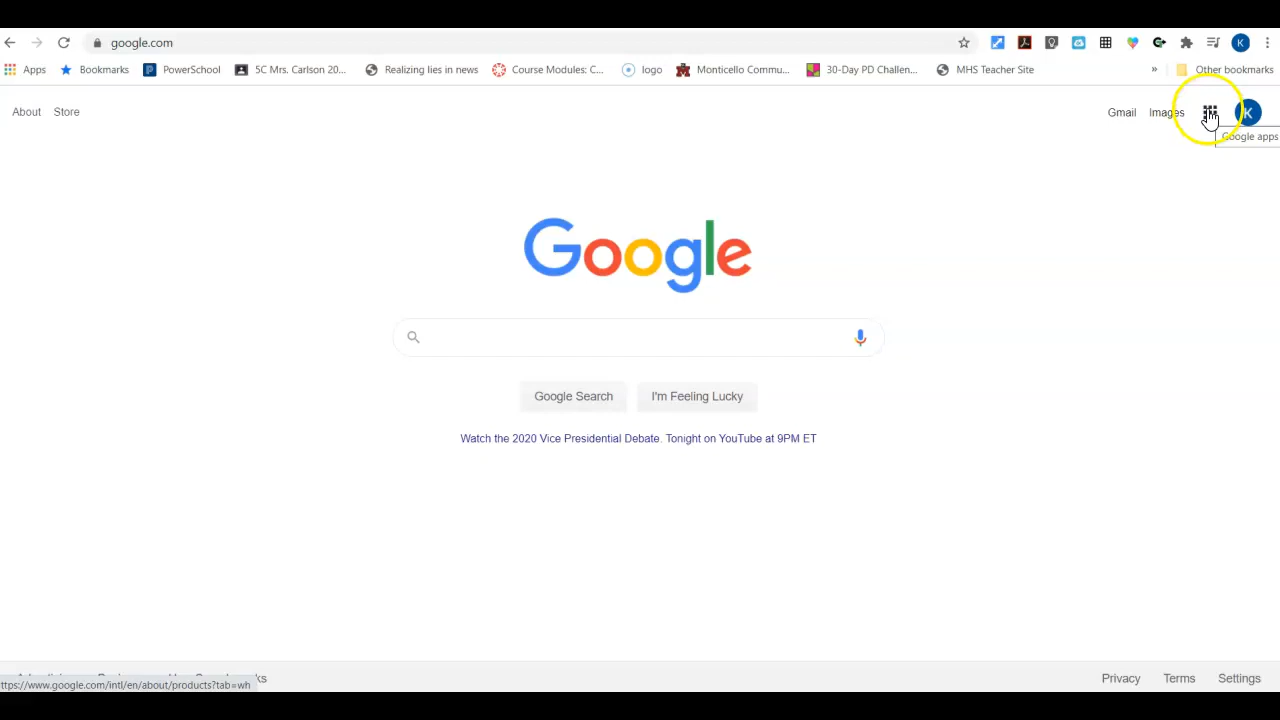 google.com
K
Apps Bookmarks PowerSchool 5C Mrs. Carlson 20... Realizing lies in news Course Modules: C... logo Monticello Commu... 30-Day PD Challen... MHS Teacher Site » Other bookmarks
About Store Gmail Images K
Google apps
Google
Google Search I'm Feeling Lucky
Watch the 2020 Vice Presidential Debate. Tonight on YouTube at 9PM ET
Privacy Terms Settings
ttps://www.google.com/intl/en/about/products?tab=wh